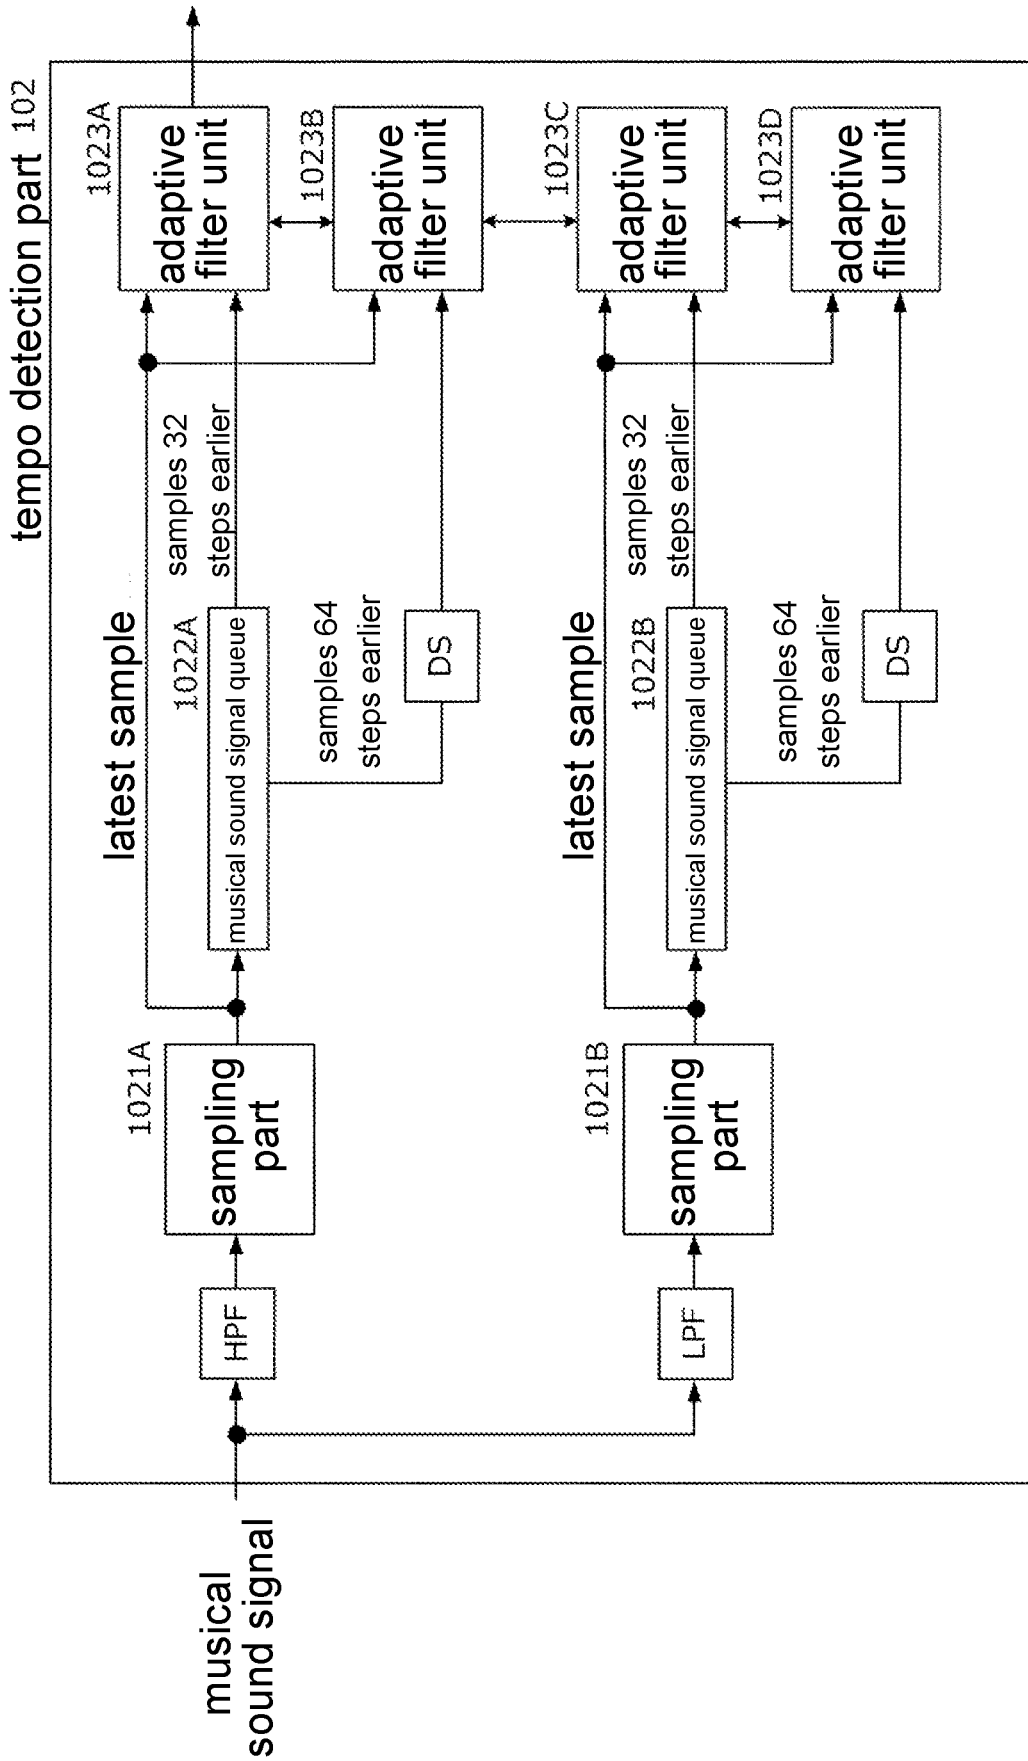 tempo detection part 102
musical
sound signal
HPF
1021A
sampling
part
latest sample
1022A
musical sound signal queue
samples 32
steps earlier
samples 64
steps earlier
DS
1023A
adaptive
filter unit
1023B
adaptive
filter unit
LPF
1021B
sampling
part
latest sample
1022B
musical sound signal queue
samples 32
steps earlier
samples 64
steps earlier
DS
1023C
adaptive
filter unit
1023D
adaptive
filter unit